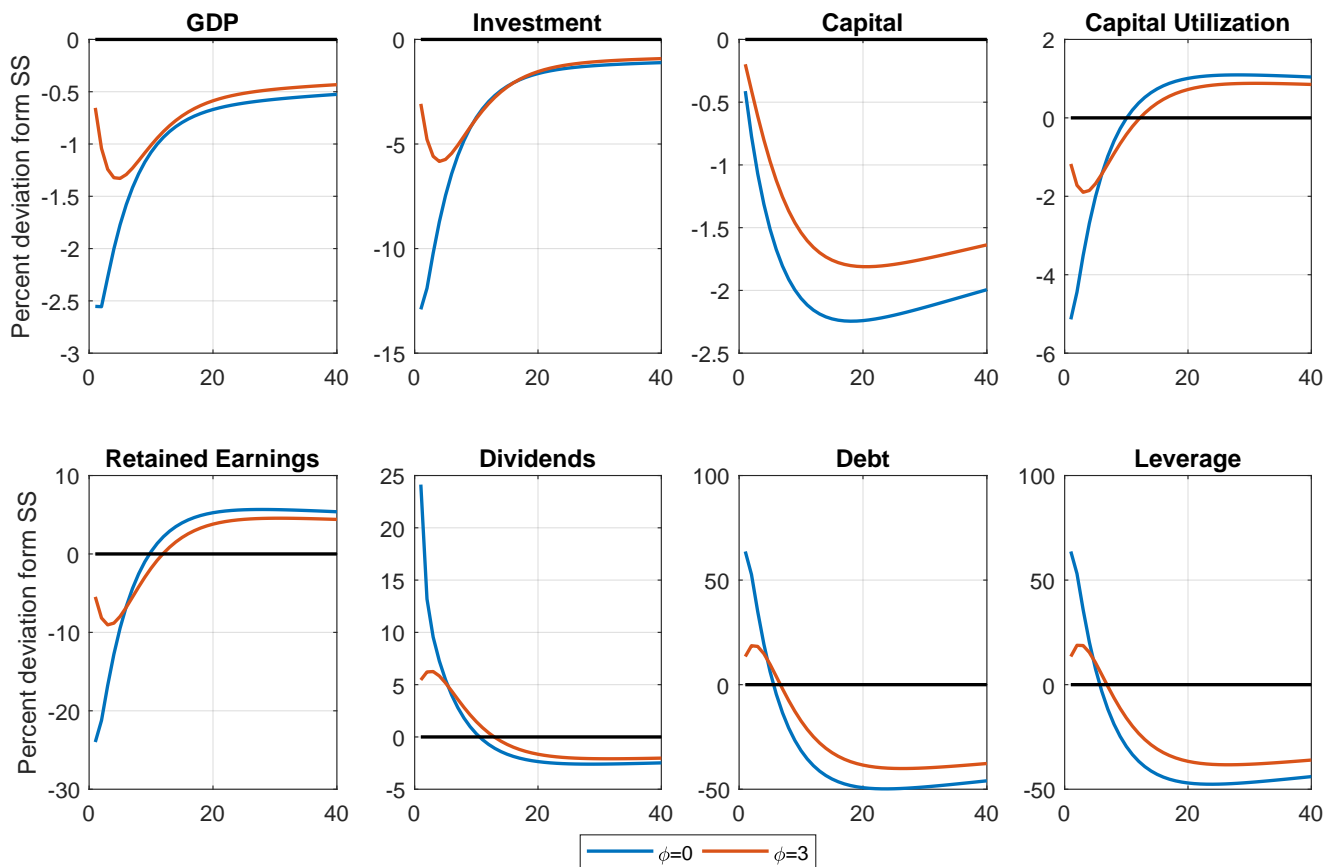 GDP
Investment
Capital
Capital Utilization
Percent deviation form SS
0
-0.5
-1
-1.5
-2
-2.5
-3
0 20 40
0
-5
-10
-15
0 20 40
0
-0.5
-1
-1.5
-2
-2.5
0 20 40
2
0
-2
-4
-6
0 20 40
Retained Earnings
Dividends
Debt
Leverage
Percent deviation form SS
10
0
-10
-20
-30
0 20 40
25
20
15
10
5
0
-5
0 20 40
100
50
0
-50
0 20 40
100
50
0
-50
0 20 40
ϕ=0 ϕ=3